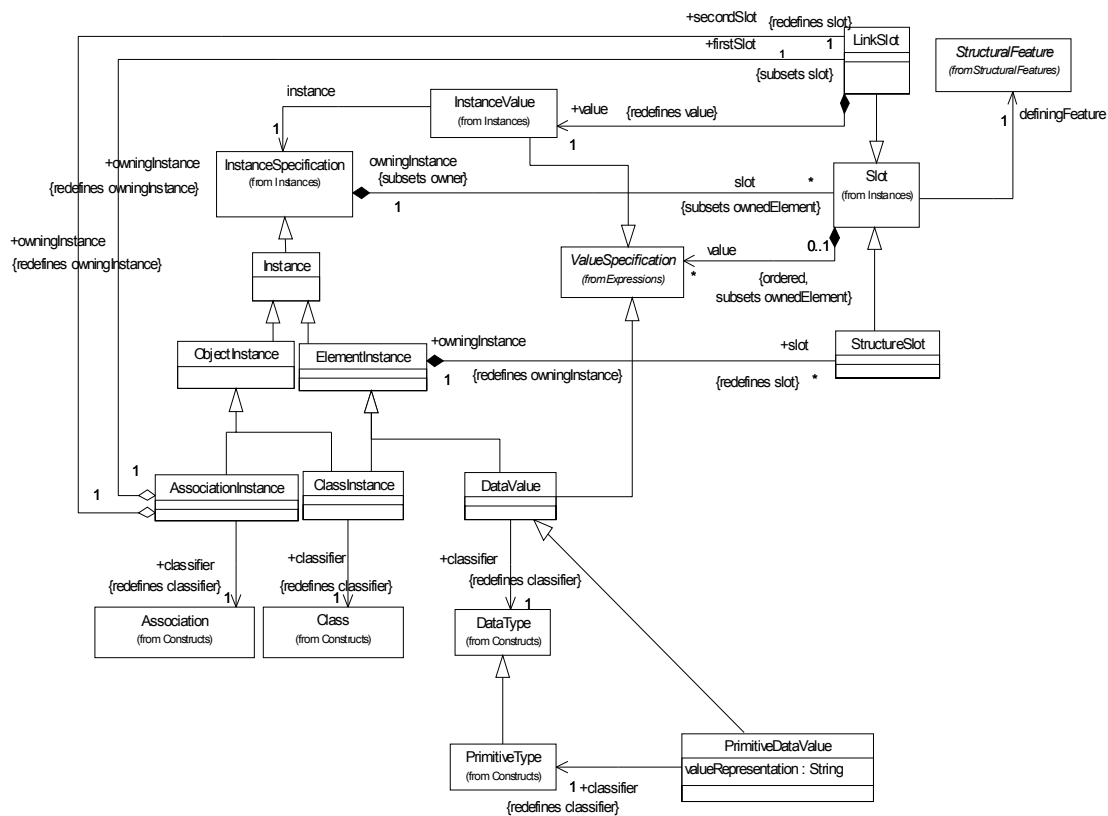 +secondSlot {redefines slot}
+firstSlot 1 1
{subsets slot}
LinkSlot
StructuralFeature
(from StructuralFeatures)
instance
InstanceValue
(from Instances)
+value {redefines value}
1
1
definingFeature
1
+owningInstance
{redefines owningInstance}
InstanceSpecification
(from Instances)
owningInstance
{subsets owner}
1
slot *
{subsets ownedElement}
Slot
(from Instances)
+owningInstance
{redefines owningInstance}
Instance
ValueSpecification
(from Expressions)
value
0..1
*
{ordered,
subsets ownedElement}
ObjectInstance
ElementInstance
+owningInstance
1
{redefines owningInstance}
+slot
{redefines slot} *
StructureSlot
1
1
AssociationInstance
ClassInstance
DataValue
+classifier
{redefines classifier}
1
+classifier
{redefines classifier}
1
+classifier
{redefines classifier}
1
Association
(from Constructs)
Class
(from Constructs)
DataType
(from Constructs)
PrimitiveType
(from Constructs)
PrimitiveDataValue
valueRepresentation : String
1 +classifier
{redefines classifier}